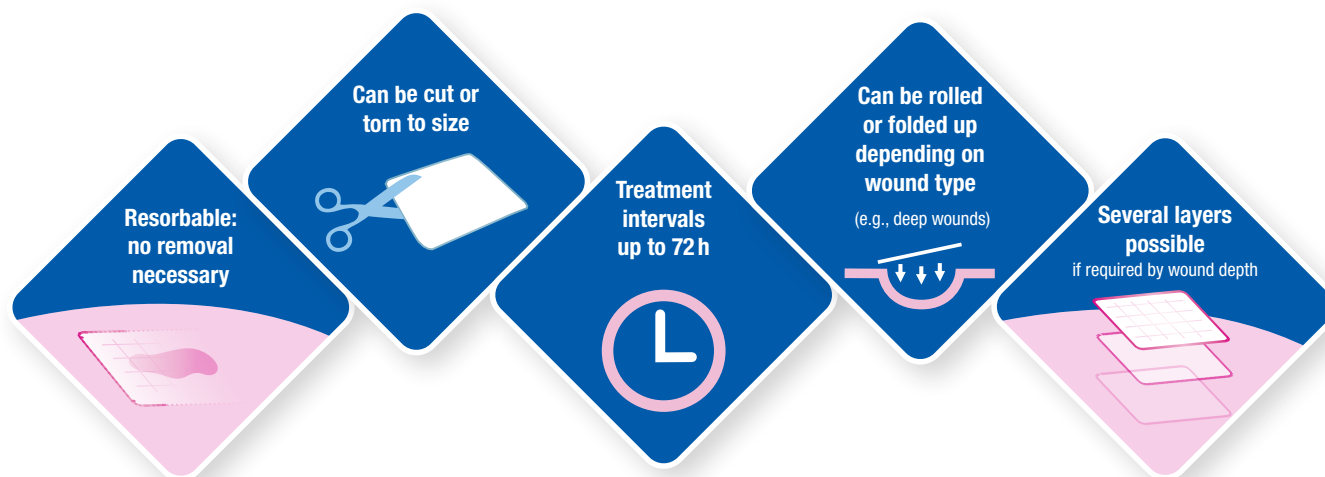 Resorbable:
no removal
necessary
Can be cut or
torn to size
Treatment
intervals
up to 72 h
Can be rolled
or folded up
depending on
wound type
(e.g., deep wounds)
Several layers
possible
if required by wound depth